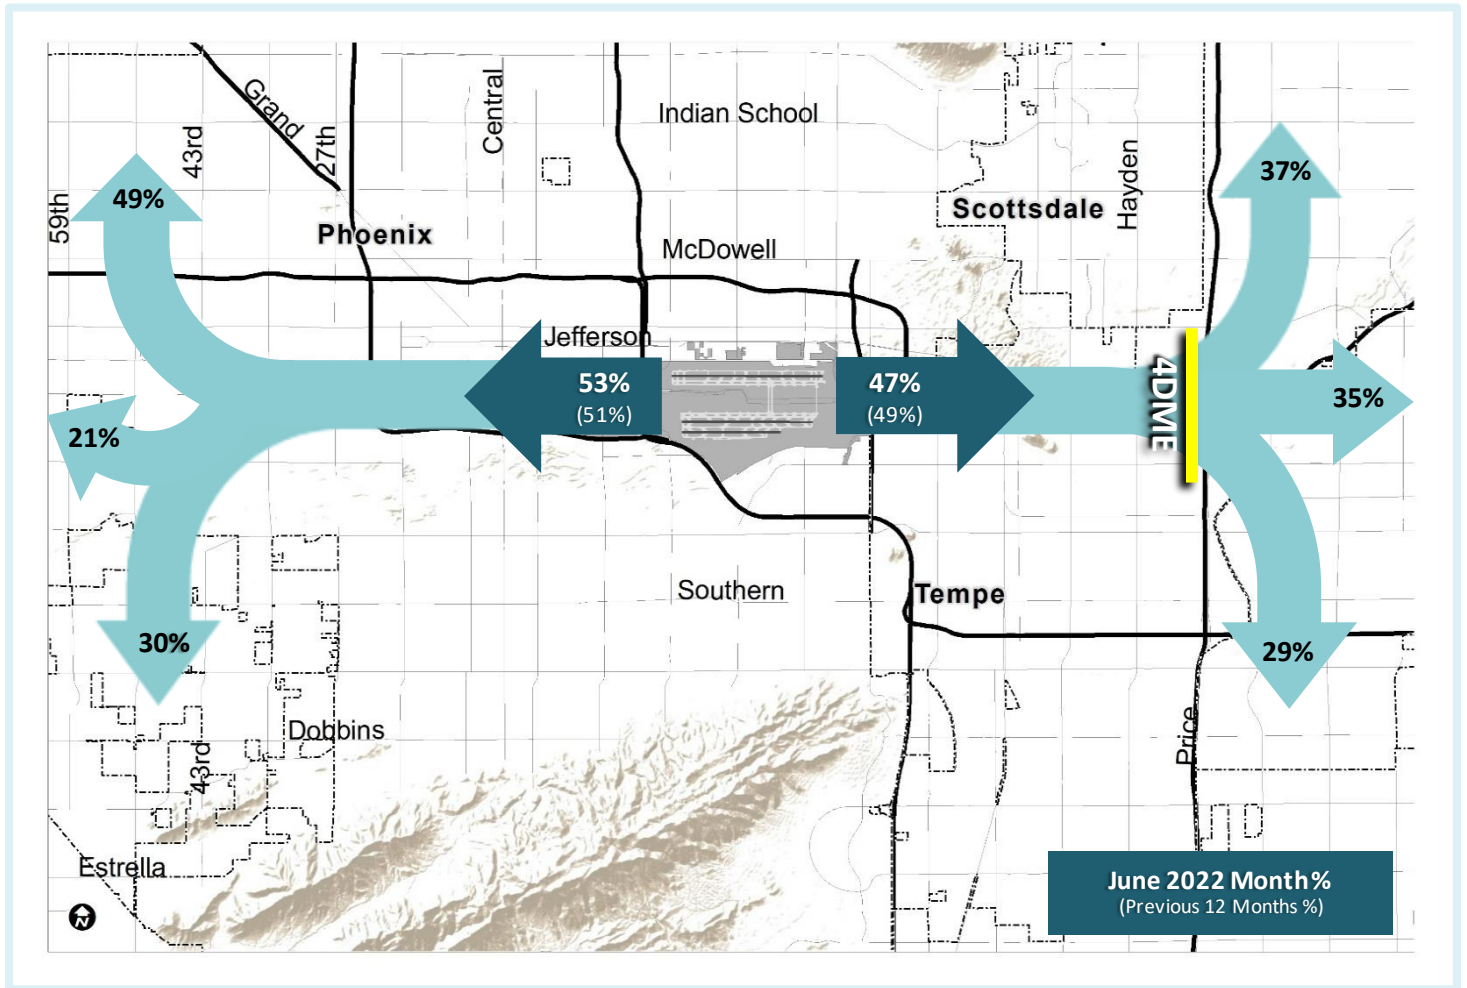 Grand
43rd
27th
Central
Indian School
Hayden
37%
49%
59th
Phoenix
Scottsdale
McDowell
Jefferson
53%
(51%)
47%
(49%)
4DME
35%
21%
Southern
Tempe
30%
29%
Dobbins
43rd
Price
Estrella
N
June 2022 Month%
(Previous 12 Months %)